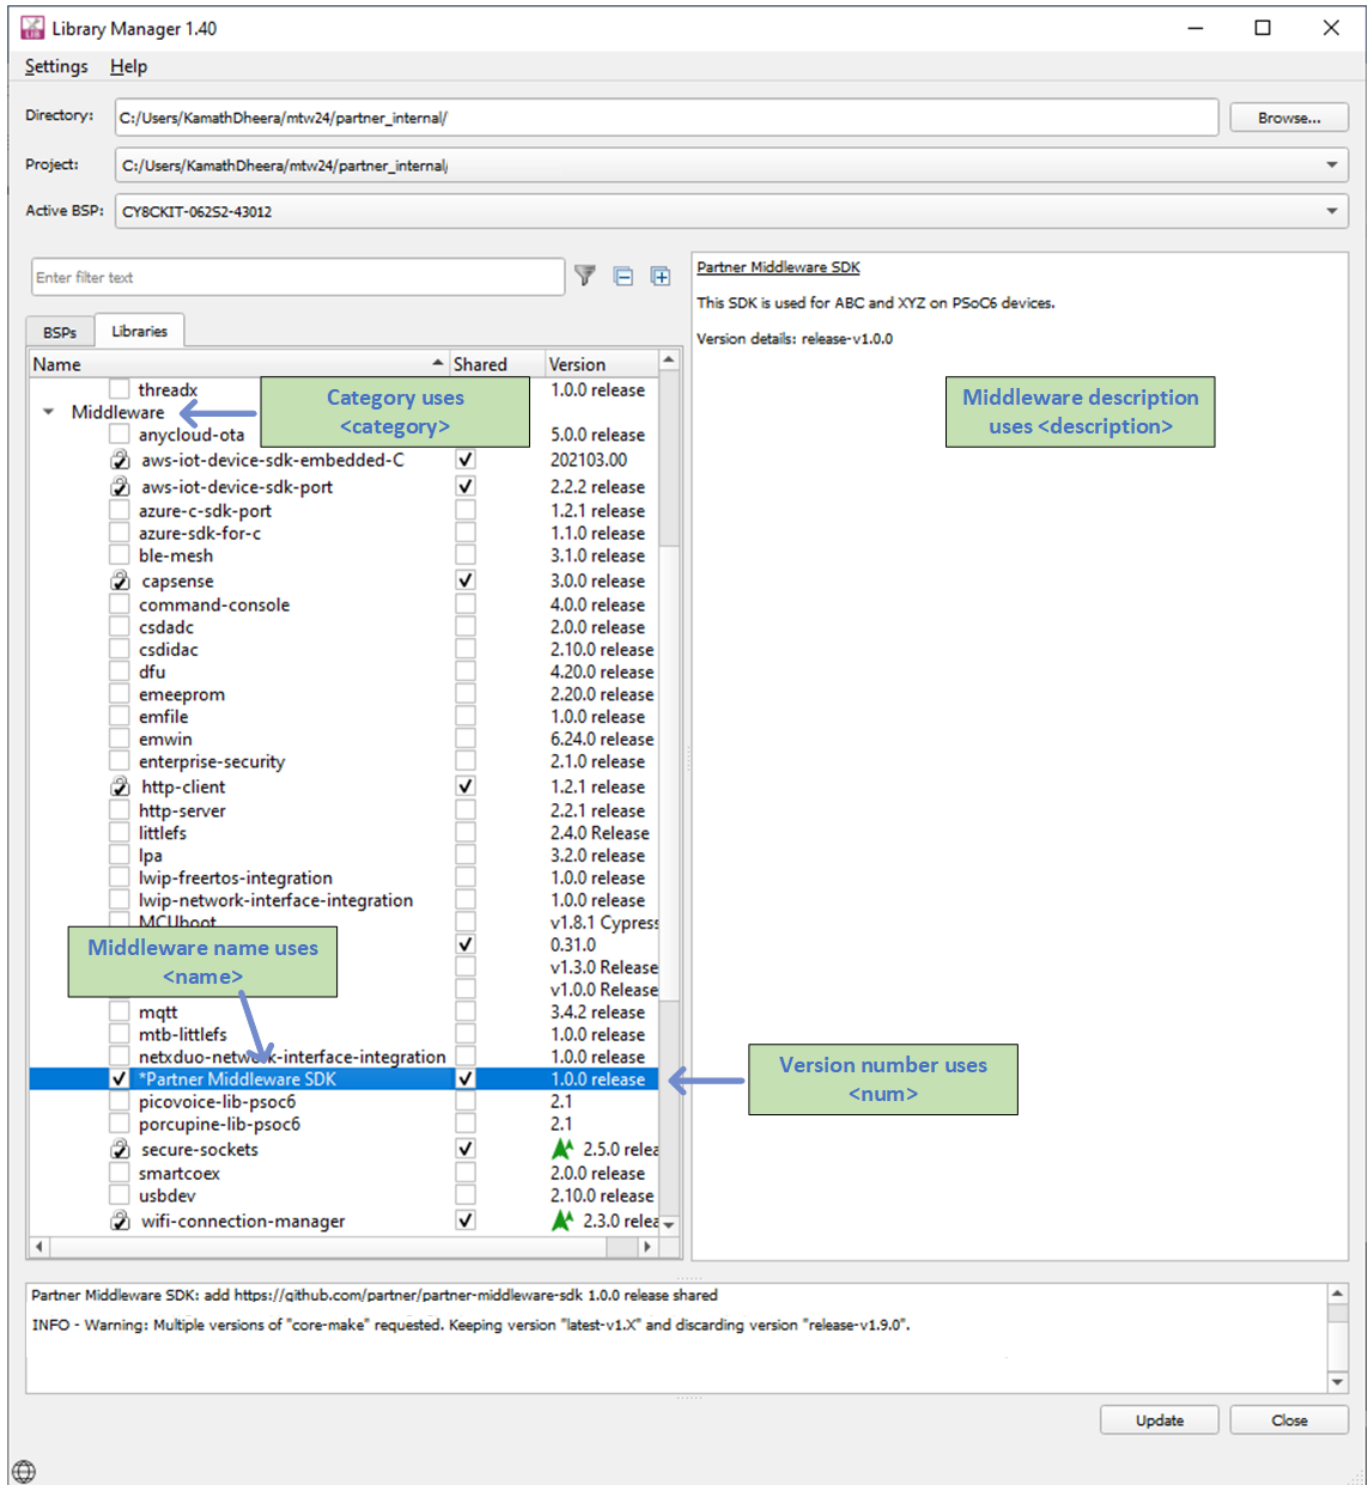 Library Manager 1.40
Settings Help
Directory: C:/Users/KamathDheera/mtw24/partner_internal/ Browse...
Project: C:/Users/KamathDheera/mtw24/partner_internal/
Active BSP: CY8CKIT-062S2-43012
Enter filter text
BSPs Libraries
Name Shared Version
threadx 1.0.0 release
Middleware
anycloud-ota 5.0.0 release
aws-iot-device-sdk-embedded-C 202103.00
aws-iot-device-sdk-port 2.2.2 release
azure-c-sdk-port 1.2.1 release
azure-sdk-for-c 1.1.0 release
ble-mesh 3.1.0 release
capsense 3.0.0 release
command-console 4.0.0 release
csdadc 2.0.0 release
csdidac 2.10.0 release
dfu 4.20.0 release
emeeprom 2.20.0 release
emfile 1.0.0 release
emwin 6.24.0 release
enterprise-security 2.1.0 release
http-client 1.2.1 release
http-server 2.2.1 release
littlefs 2.4.0 Release
lpa 3.2.0 release
lwip-freertos-integration 1.0.0 release
lwip-network-interface-integration 1.0.0 release
MCUboot v1.8.1 Cypress
0.31.0
v1.3.0 Release
v1.0.0 Release
mqtt 3.4.2 release
mtb-littlefs 1.0.0 release
netxduo-network-interface-integration 1.0.0 release
*Partner Middleware SDK 1.0.0 release
picovoice-lib-psoc6 2.1
porcupine-lib-psoc6 2.1
secure-sockets 2.5.0 relea
smartcoex 2.0.0 release
usbdev 2.10.0 release
wifi-connection-manager 2.3.0 relea
Category uses
<category>
Middleware name uses
<name>
Version number uses
<num>
Partner Middleware SDK
This SDK is used for ABC and XYZ on PSoC6 devices.
Version details: release-v1.0.0
Middleware description
uses <description>
Partner Middleware SDK: add https://github.com/partner/partner-middleware-sdk 1.0.0 release shared
INFO - Warning: Multiple versions of "core-make" requested. Keeping version "latest-v1.X" and discarding version "release-v1.9.0".
Update Close